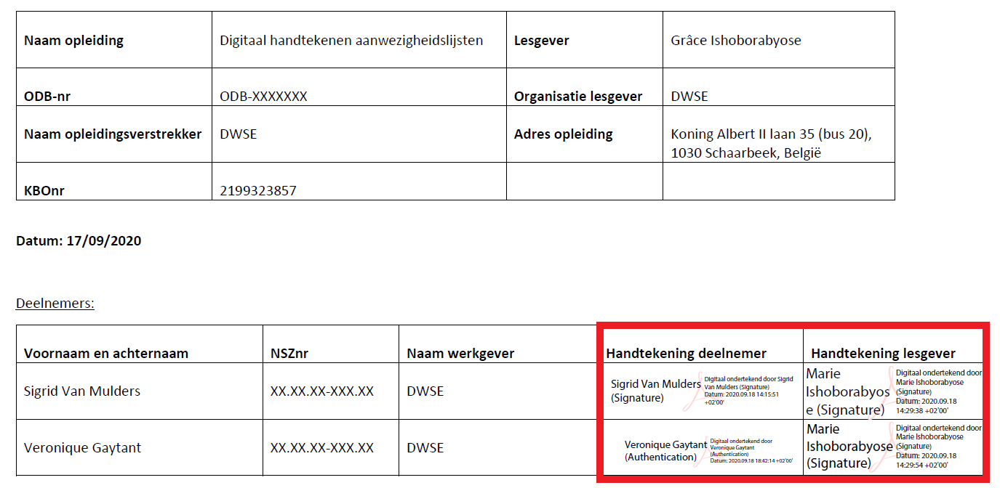 Naam opleiding Digitaal handtekenen aanwezigheidslijsten Lesgever Grâce Ishoborabyose
ODB-nr ODB-XXXXXXX Organisatie lesgever DWSE
Naam opleidingsverstrekker DWSE Adres opleiding Koning Albert II laan 35 (bus 20),
1030 Schaarbeek, België
KBOnr 2199323857
Datum: 17/09/2020
Deelnemers:
Voornaam en achternaam NSZnr Naam werkgever Handtekening deelnemer Handtekening lesgever
Sigrid Van Mulders XX.XX.XX-XXX.XX DWSE
Sigrid Van Mulders
(Signature)
Digitaal ondertekend door Sigrid
Van Mulders (Signature)
Datum: 2020.09.18 14:15:51
+02'00'
Marie
Ishoborabyos
e (Signature)
Digitaal ondertekend door
Marie Ishoborabyose
(Signature)
Datum: 2020.09.18
14:29:38 +02'00'
Veronique Gaytant XX.XX.XX-XXX.XX DWSE
Veronique Gaytant
(Authentication)
Digitaal ondertekend door
Veronique Gaytant
(Authentication)
Datum: 2020.09.18 18:42:14 +02'00'
Marie
Ishoborabyose
(Signature)
Digitaal ondertekend door
Marie Ishoborabyose
(Signature)
Datum: 2020.09.18
14:29:54 +02'00'